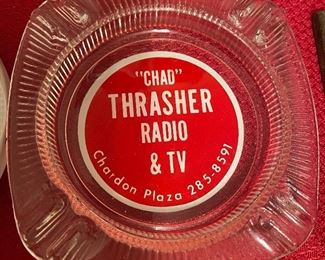 "CHAD"
THRASHER
RADIO
& TV
Chardon Plaza 285-8591